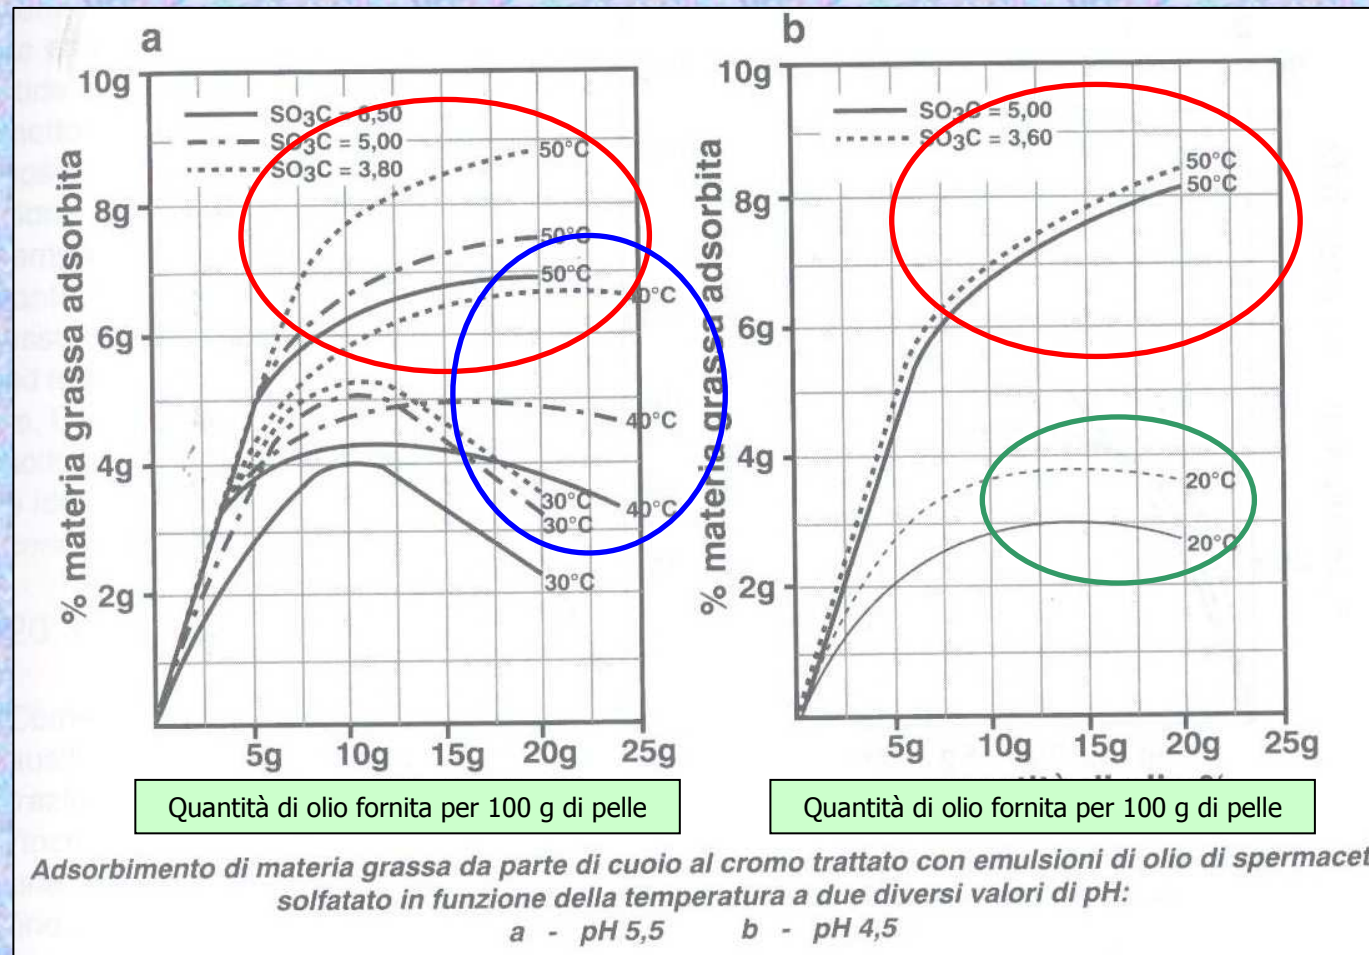 a
10g
8g
6g
4g
2g
% materia grassa adsorbita
SO3C = 6,50
SO3C = 5,00
SO3C = 3,80
50°C
50°C
50°C
40°C
40°C
40°C
30°C
30°C
30°C
5g 10g 15g 20g 25g
Quantità di olio fornita per 100 g di pelle
b
10g
8g
6g
4g
2g
% materia grassa adsorbita
SO3C = 5,00
SO3C = 3,60
50°C
50°C
20°C
20°C
5g 10g 15g 20g 25g
Quantità di olio fornita per 100 g di pelle
Adsorbimento di materia grassa da parte di cuoio al cromo trattato con emulsioni di olio di spermacet
solfatato in funzione della temperatura a due diversi valori di pH:
a - pH 5,5 b - pH 4,5